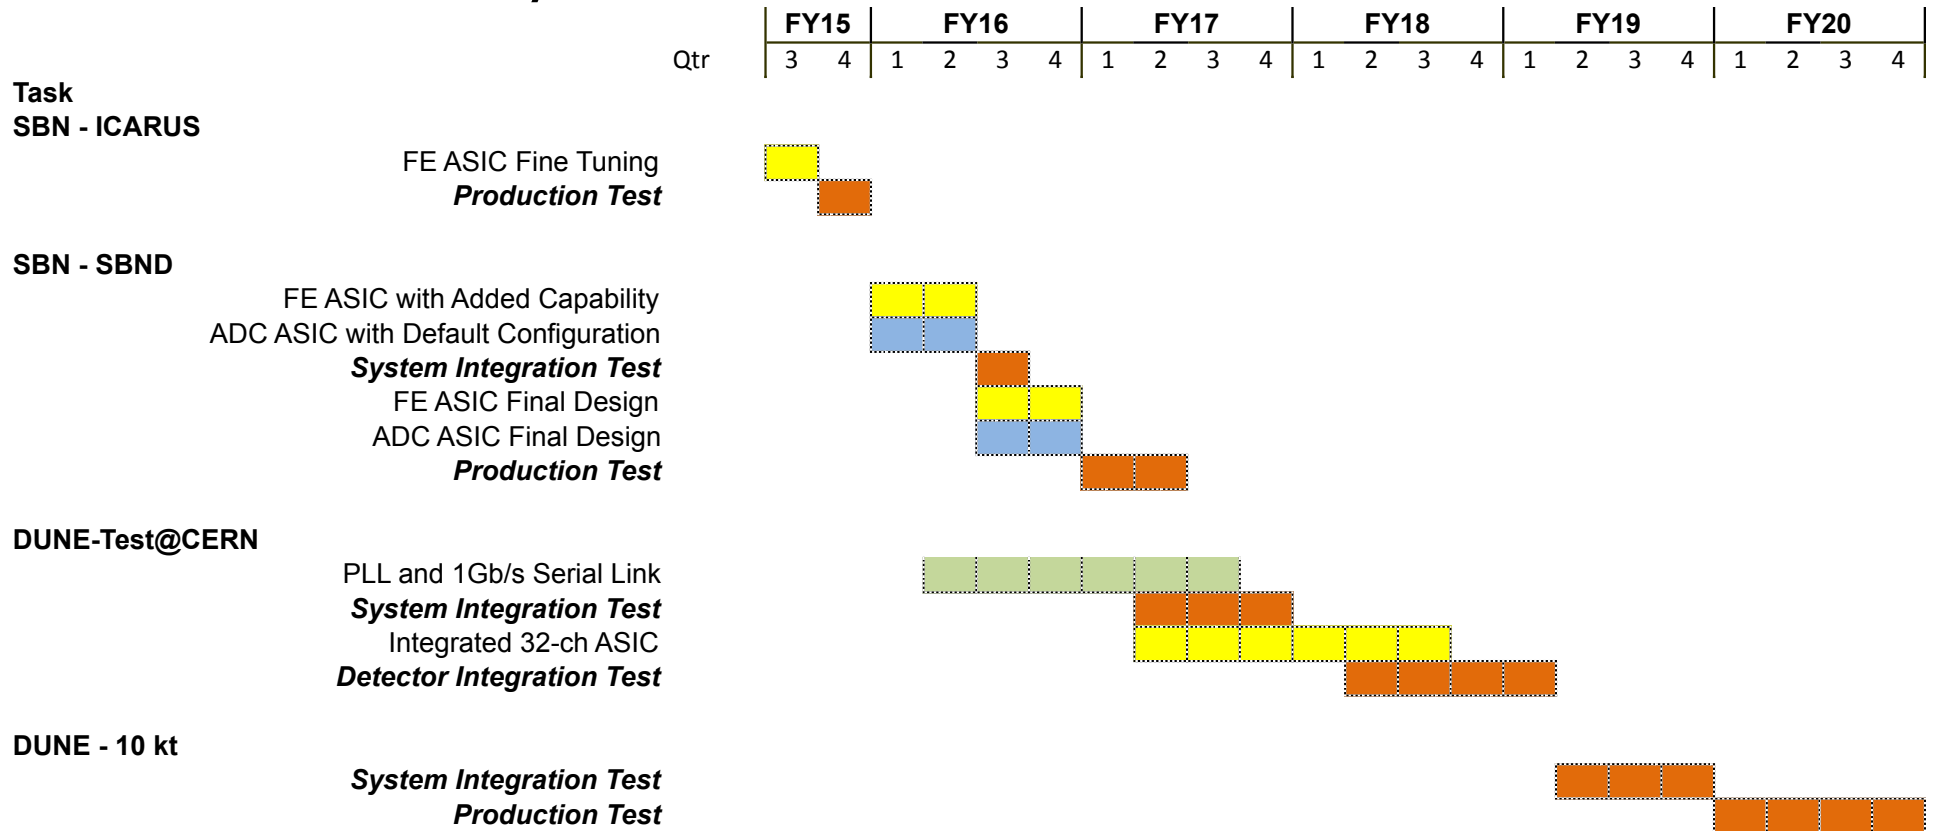 FY15 FY16 FY17 FY18 FY19 FY20
Qtr 3 4 1 2 3 4 1 2 3 4 1 2 3 4 1 2 3 4 1 2 3 4
Task
SBN - ICARUS
FE ASIC Fine Tuning
Production Test
SBN - SBND
FE ASIC with Added Capability
ADC ASIC with Default Configuration
System Integration Test
FE ASIC Final Design
ADC ASIC Final Design
Production Test
DUNE-Test@CERN
PLL and 1Gb/s Serial Link
System Integration Test
Integrated 32-ch ASIC
Detector Integration Test
DUNE - 10 kt
System Integration Test
Production Test